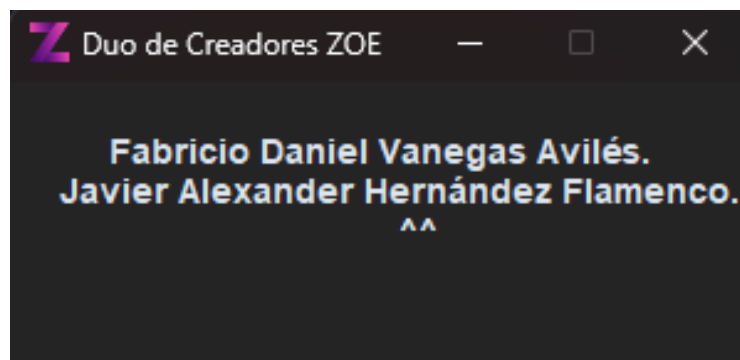 Duo de Creadores ZOE
Fabricio Daniel Vanegas Avilés.
Javier Alexander Hernández Flamenco.
^^